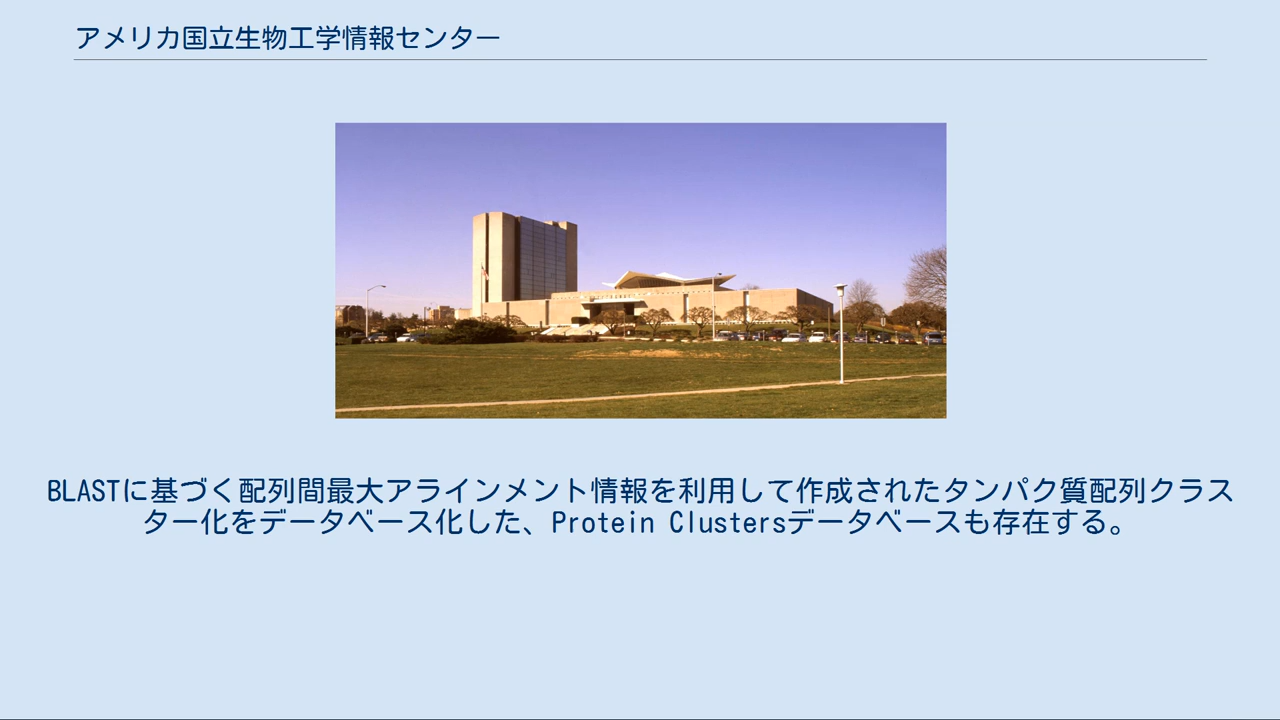 アメリカ国立生物工学情報センター
BLASTに基づく配列間最大アラインメント情報を利用して作成されたタンパク質配列クラス
ター化をデータベース化した、Protein Clustersデータベースも存在する。